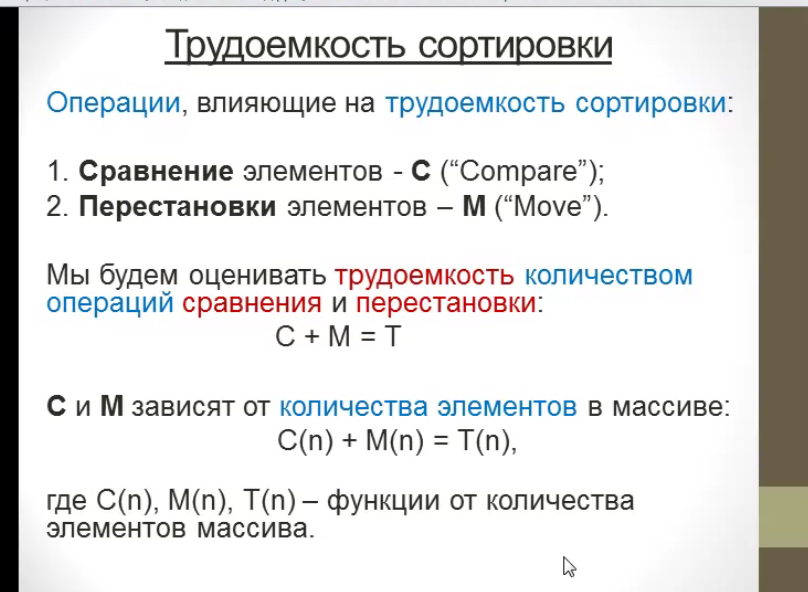 Трудоемкость сортировки
Операции, влияющие на трудоемкость сортировки:
1. Сравнение элементов - С (“Compare”);
2. Перестановки элементов – М (“Move”).
Мы будем оценивать трудоемкость количеством
операций сравнения и перестановки:
С + М = Т
С и М зависят от количества элементов в массиве:
С(n) + М(n) = Т(n),
где С(n), М(n), Т(n) – функции от количества
элементов массива.